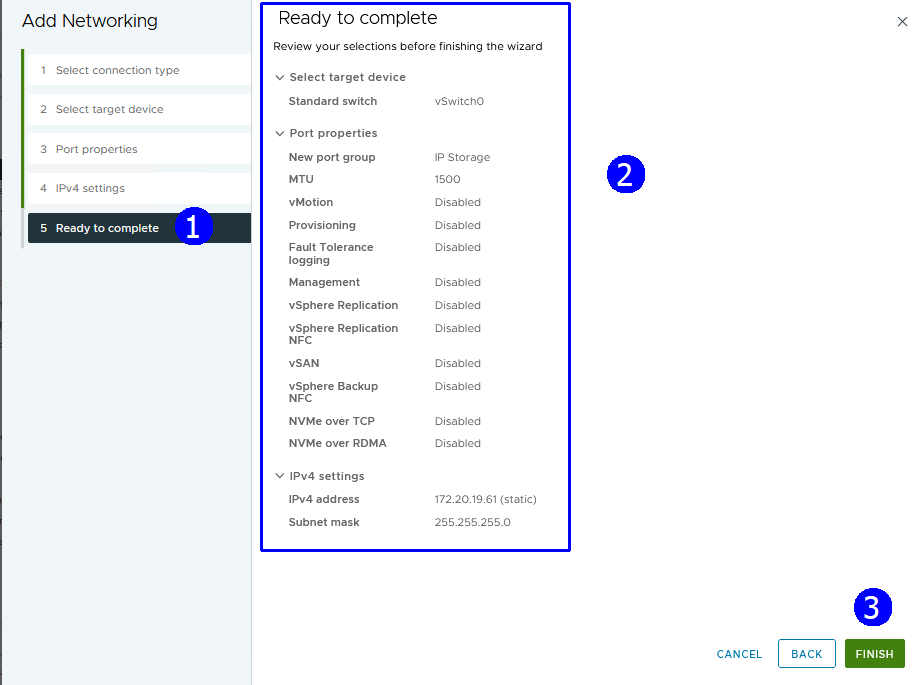 Add Networking
1 Select connection type
2 Select target device
3 Port properties
4 IPv4 settings
5 Ready to complete
1
Ready to complete
Review your selections before finishing the wizard
Select target device
Standard switch vSwitch0
Port properties
New port group IP Storage
MTU 1500
vMotion Disabled
Provisioning Disabled
Fault Tolerance Disabled
logging
Management Disabled
vSphere Replication Disabled
vSphere Replication Disabled
NFC
vSAN Disabled
vSphere Backup Disabled
NFC
NVMe over TCP Disabled
NVMe over RDMA Disabled
IPv4 settings
IPv4 address 172.20.19.61 (static)
Subnet mask 255.255.255.0
2
3
CANCEL BACK FINISH